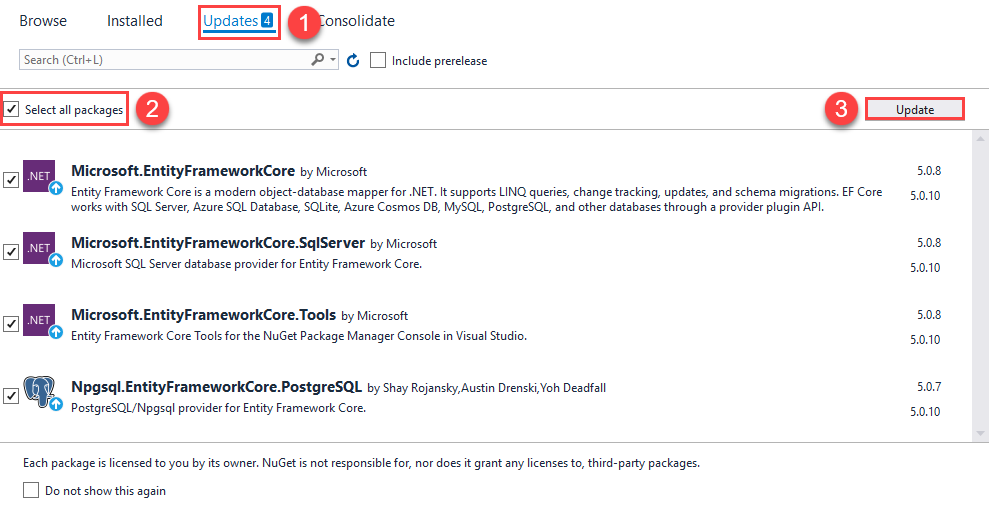 Browse Installed Updates 4 1 Consolidate
Search (Ctrl+L) Include prerelease
Select all packages 2 3 Update
.NET Microsoft.EntityFrameworkCore by Microsoft 5.0.8
Entity Framework Core is a modern object-database mapper for .NET. It supports LINQ queries, change tracking, updates, and schema migrations. EF Core 5.0.10
works with SQL Server, Azure SQL Database, SQLite, Azure Cosmos DB, MySQL, PostgreSQL, and other databases through a provider plugin API.
.NET Microsoft.EntityFrameworkCore.SqlServer by Microsoft 5.0.8
Microsoft SQL Server database provider for Entity Framework Core. 5.0.10
.NET Microsoft.EntityFrameworkCore.Tools by Microsoft 5.0.8
Entity Framework Core Tools for the NuGet Package Manager Console in Visual Studio. 5.0.10
Npgsql.EntityFrameworkCore.PostgreSQL by Shay Rojansky,Austin Drenski,Yoh Deadfall 5.0.7
PostgreSQL/Npgsql provider for Entity Framework Core. 5.0.10
Each package is licensed to you by its owner. NuGet is not responsible for, nor does it grant any licenses to, third-party packages.
Do not show this again